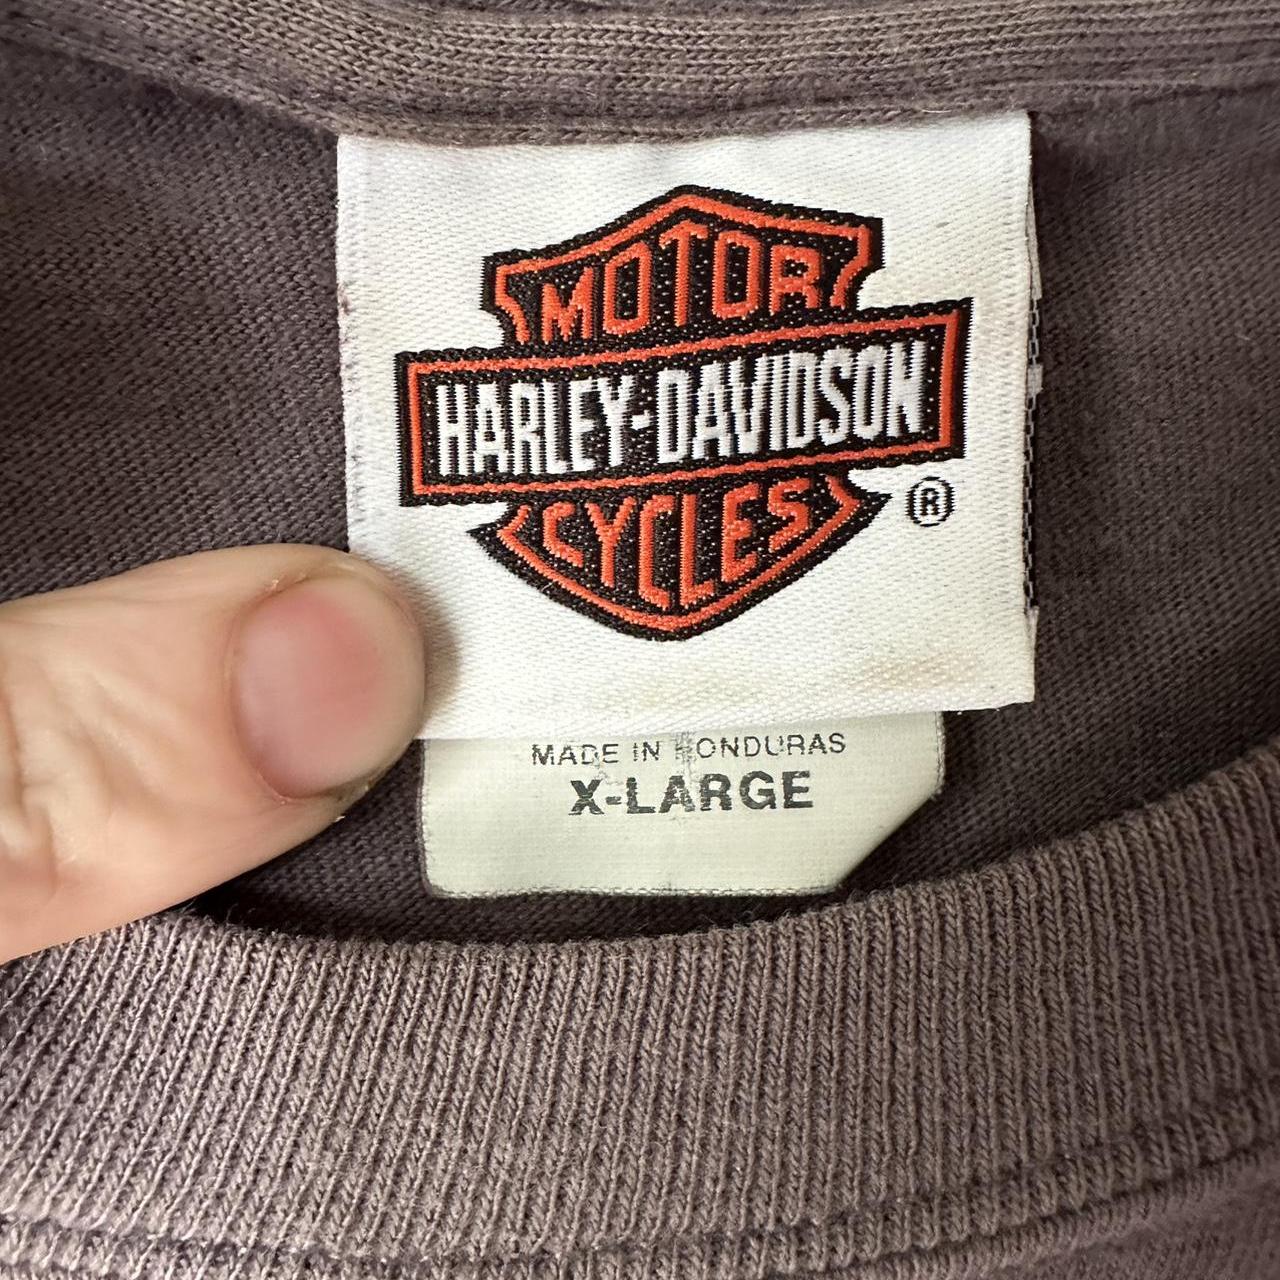 MOTOR
HARLEY-DAVIDSON
CYCLES
®
MADE IN HONDURAS
X-LARGE